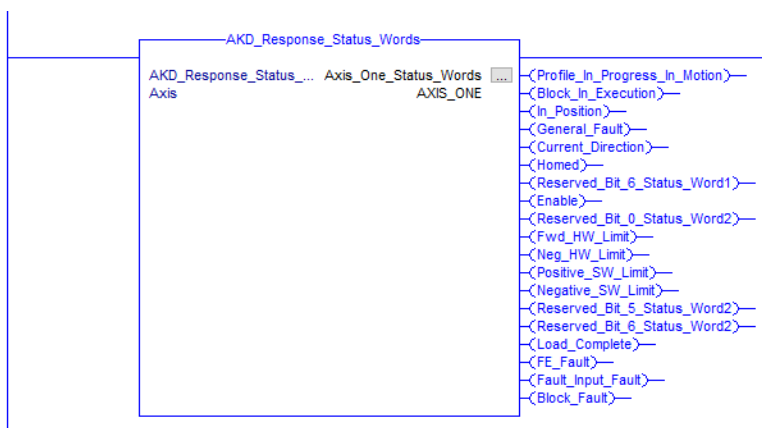 AKD_Response_Status_Words
AKD_Response_Status_... Axis_One_Status_Words ... (Profile_In_Progress_In_Motion)
Axis AXIS_ONE (Block_In_Execution)
(In_Position)
(General_Fault)
(Current_Direction)
(Homed)
(Reserved_Bit_6_Status_Word1)
(Enable)
(Reserved_Bit_0_Status_Word2)
(Fwd_HW_Limit)
(Neg_HW_Limit)
(Positive_SW_Limit)
(Negative_SW_Limit)
(Reserved_Bit_5_Status_Word2)
(Reserved_Bit_6_Status_Word2)
(Load_Complete)
(FE_Fault)
(Fault_Input_Fault)
(Block_Fault)